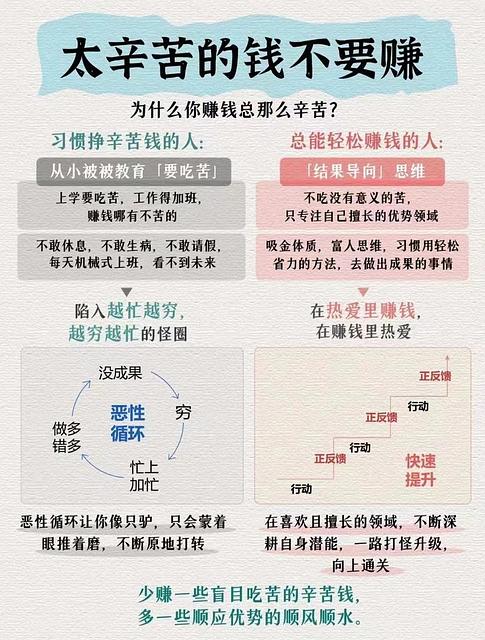 太辛苦的钱不要赚
为什么你赚钱总那么辛苦？
习惯挣辛苦钱的人：
从小被被教育「要吃苦」
上学要吃苦，工作得加班，
赚钱哪有不苦的
不敢休息，不敢生病，不敢请假，
每天机械式上班，看不到未来
陷入越忙越穷，
越穷越忙的怪圈
没成果
穷
忙上
加忙
做多
错多
恶性
循环
恶性循环让你像只驴，只会蒙着
眼推着磨，不断原地打转
总能轻松赚钱的人：
「结果导向」思维
不吃没有意义的苦，
只专注自己擅长的优势领域
吸金体质，富人思维，习惯用轻松
省力的方法，去做出成果的事情
在热爱里赚钱，
在赚钱里热爱
正反馈
行动
正反馈
行动
正反馈
行动
快速
提升
在喜欢且擅长的领域，不断深
耕自身潜能，一路打怪升级，
向上通关
少赚一些盲目吃苦的辛苦钱，
多一些顺应优势的顺风顺水。